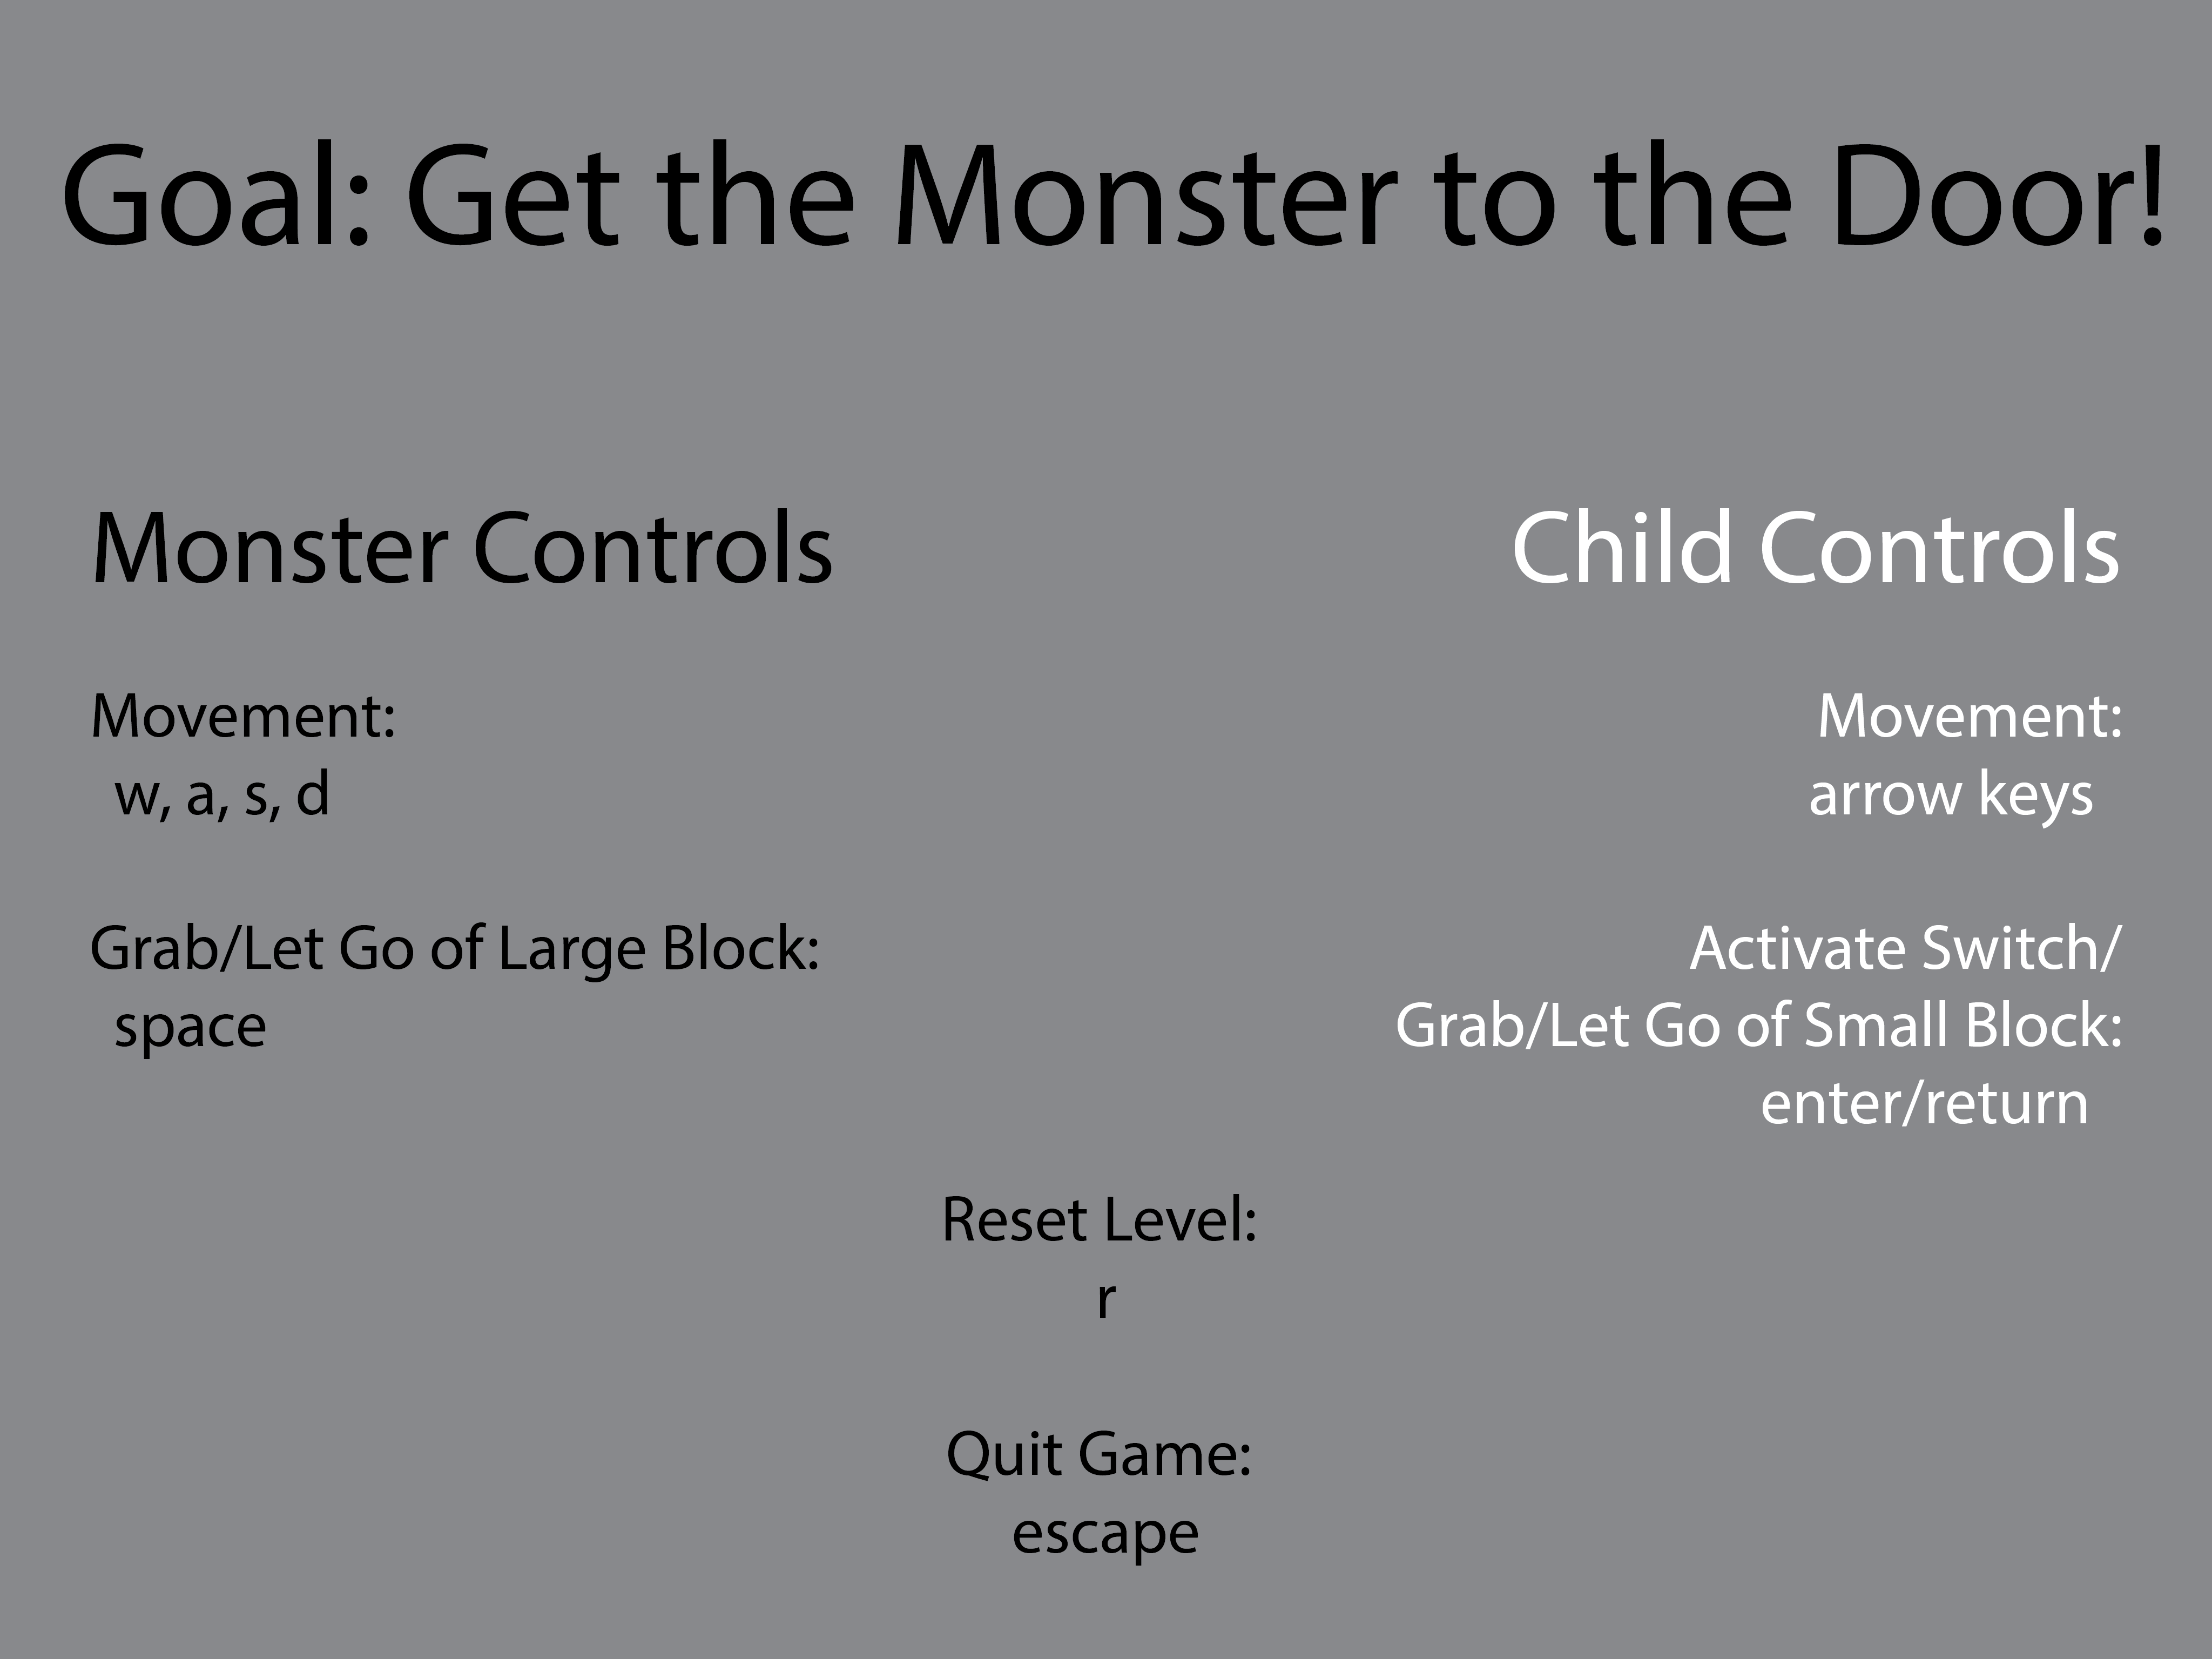 Goal: Get the Monster to the Door!
Monster Controls
Movement:
w, a, s, d
Grab/Let Go of Large Block:
space
Child Controls
Movement:
arrow keys
Activate Switch/
Grab/Let Go of Small Block:
enter/return
Reset Level:
r
Quit Game:
escape